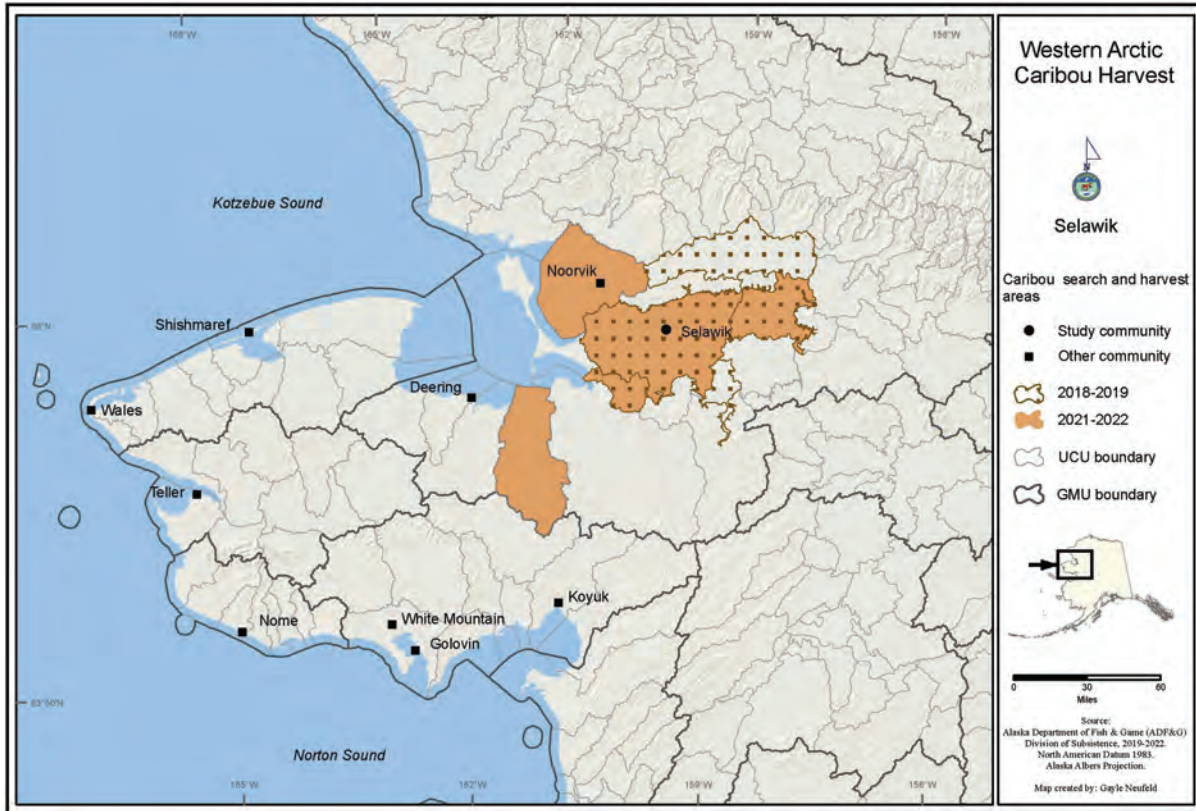 168°W
165°W
162°W
159°W
156°W
Kotzebue Sound
Noorvik
Shishmaref
Selawik
Deering
Wales
Teller
Koyuk
Nome
White Mountain
Golovin
Norton Sound
165°W
162°W
159°W
156°W
Western Arctic
Caribou Harvest
N
Selawik
Caribou search and harvest
areas
Study community
Other community
2018-2019
2021-2022
UCU boundary
GMU boundary
0 30 60
Miles
Source:
Alaska Department of Fish & Game (ADF&G)
Division of Subsistence, 2019-2022.
North American Datum 1983.
Alaska Albers Projection.
Map created by: Gayle Neufeld